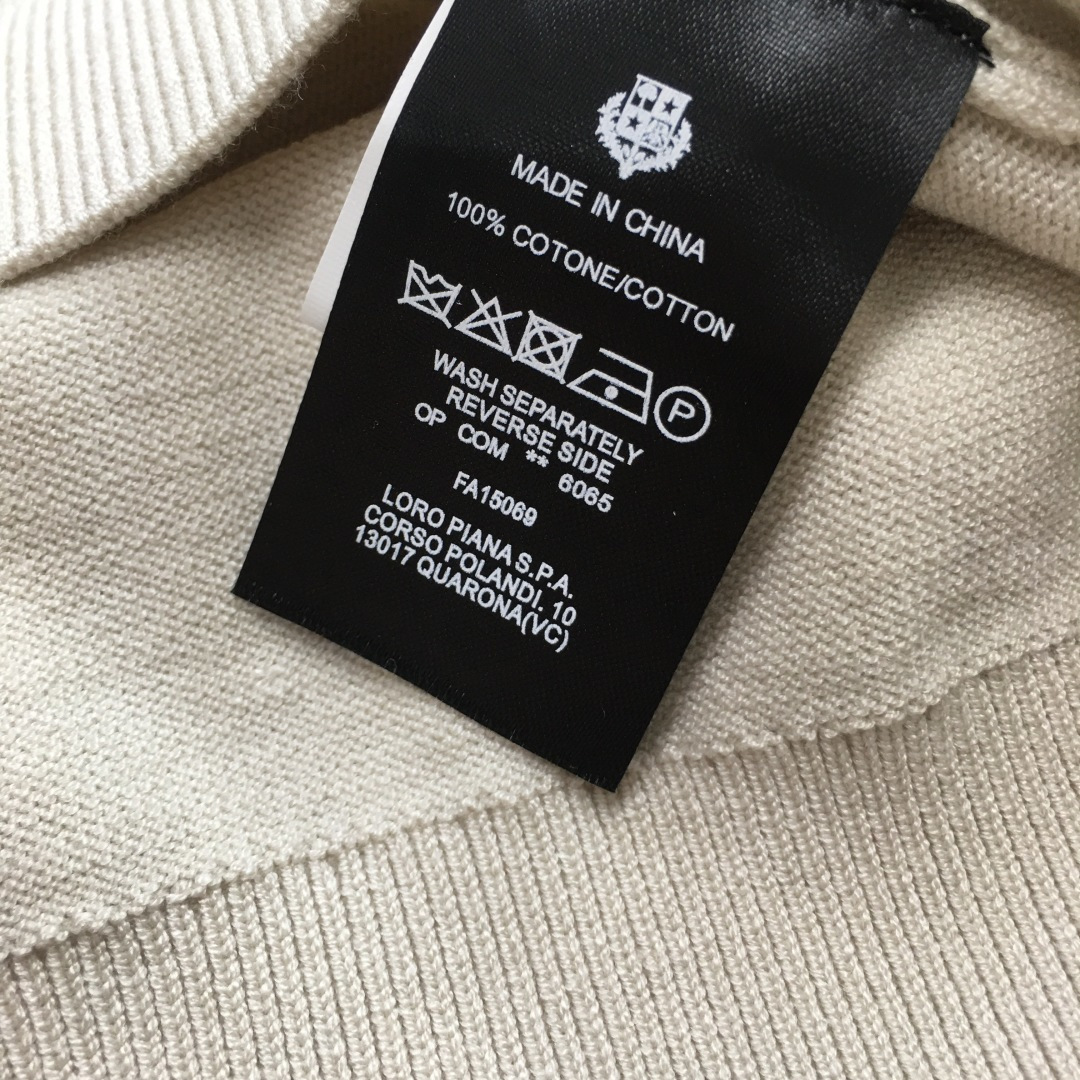 MADE IN CHINA
100% COTONE/COTTON
P
WASH SEPARATELY
REVERSE SIDE
OP COM ** 6065
FA15069
LORO PIANA S.P.A.
CORSO POLANDI. 10
13017 QUARONA(VC)